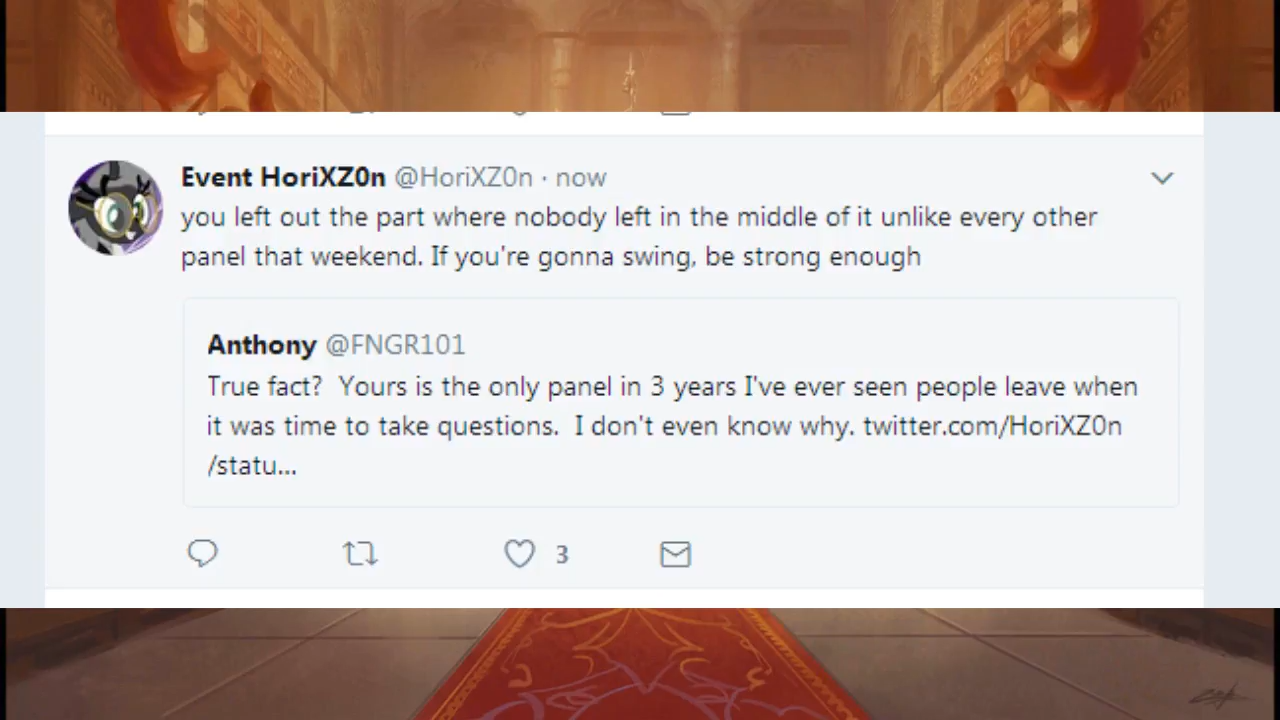 Event HoriXZ0n @HoriXZ0n · now
you left out the part where nobody left in the middle of it unlike every other
panel that weekend. If you're gonna swing, be strong enough
Anthony @FNGR101
True fact?  Yours is the only panel in 3 years I've ever seen people leave when
it was time to take questions.  I don't even know why. twitter.com/HoriXZ0n
/statu...
3